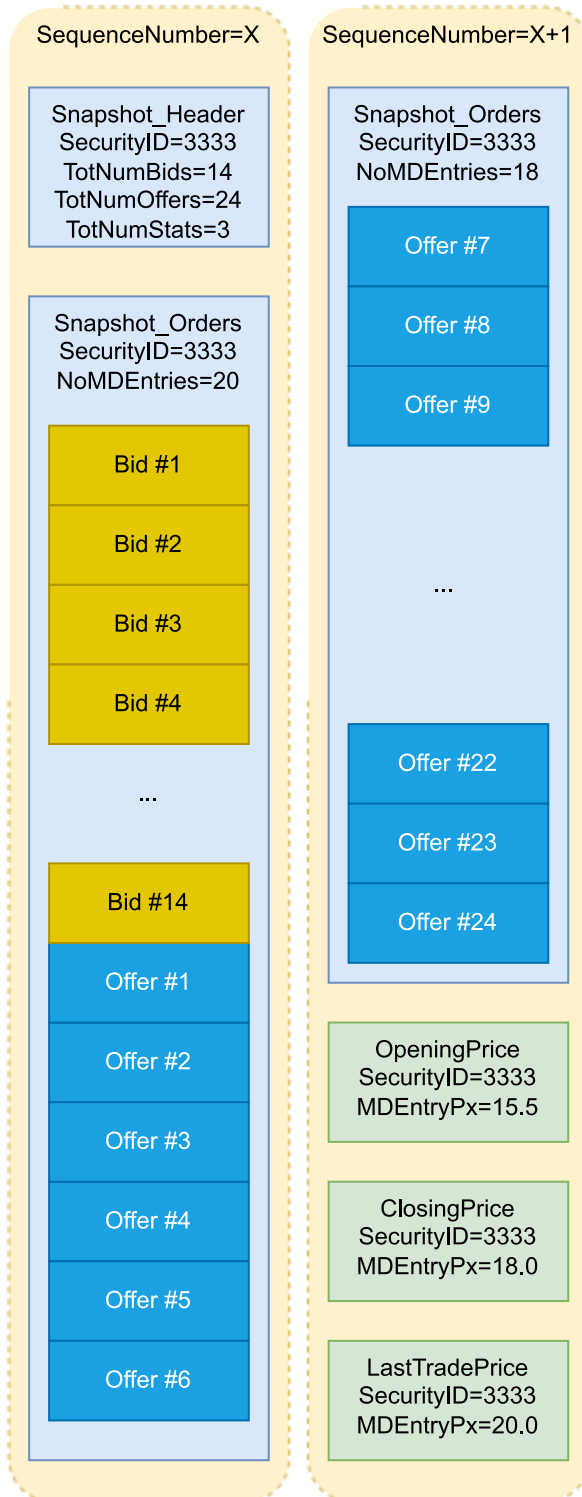 SequenceNumber=X
Snapshot_Header
SecurityID=3333
TotNumBids=14
TotNumOffers=24
TotNumStats=3
Snapshot_Orders
SecurityID=3333
NoMDEntries=20
Bid #1
Bid #2
Bid #3
Bid #4
...
Bid #14
Offer #1
Offer #2
Offer #3
Offer #4
Offer #5
Offer #6
SequenceNumber=X+1
Snapshot_Orders
SecurityID=3333
NoMDEntries=18
Offer #7
Offer #8
Offer #9
...
Offer #22
Offer #23
Offer #24
OpeningPrice
SecurityID=3333
MDEntryPx=15.5
ClosingPrice
SecurityID=3333
MDEntryPx=18.0
LastTradePrice
SecurityID=3333
MDEntryPx=20.0